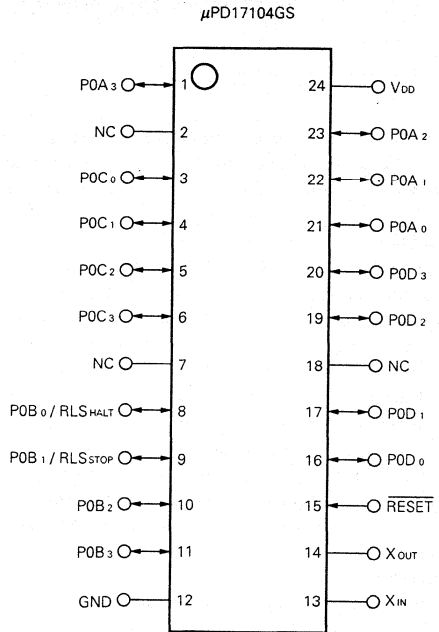 μPD17104GS
P0A3 1 24 VDD
NC 2 23 P0A2
P0C0 3 22 P0A1
P0C1 4 21 P0A0
P0C2 5 20 P0D3
P0C3 6 19 P0D2
NC 7 18 NC
P0B0 / RLSHALT 8 17 P0D1
P0B1 / RLSSTOP 9 16 P0D0
P0B2 10 15 RESET
P0B3 11 14 XOUT
GND 12 13 XIN